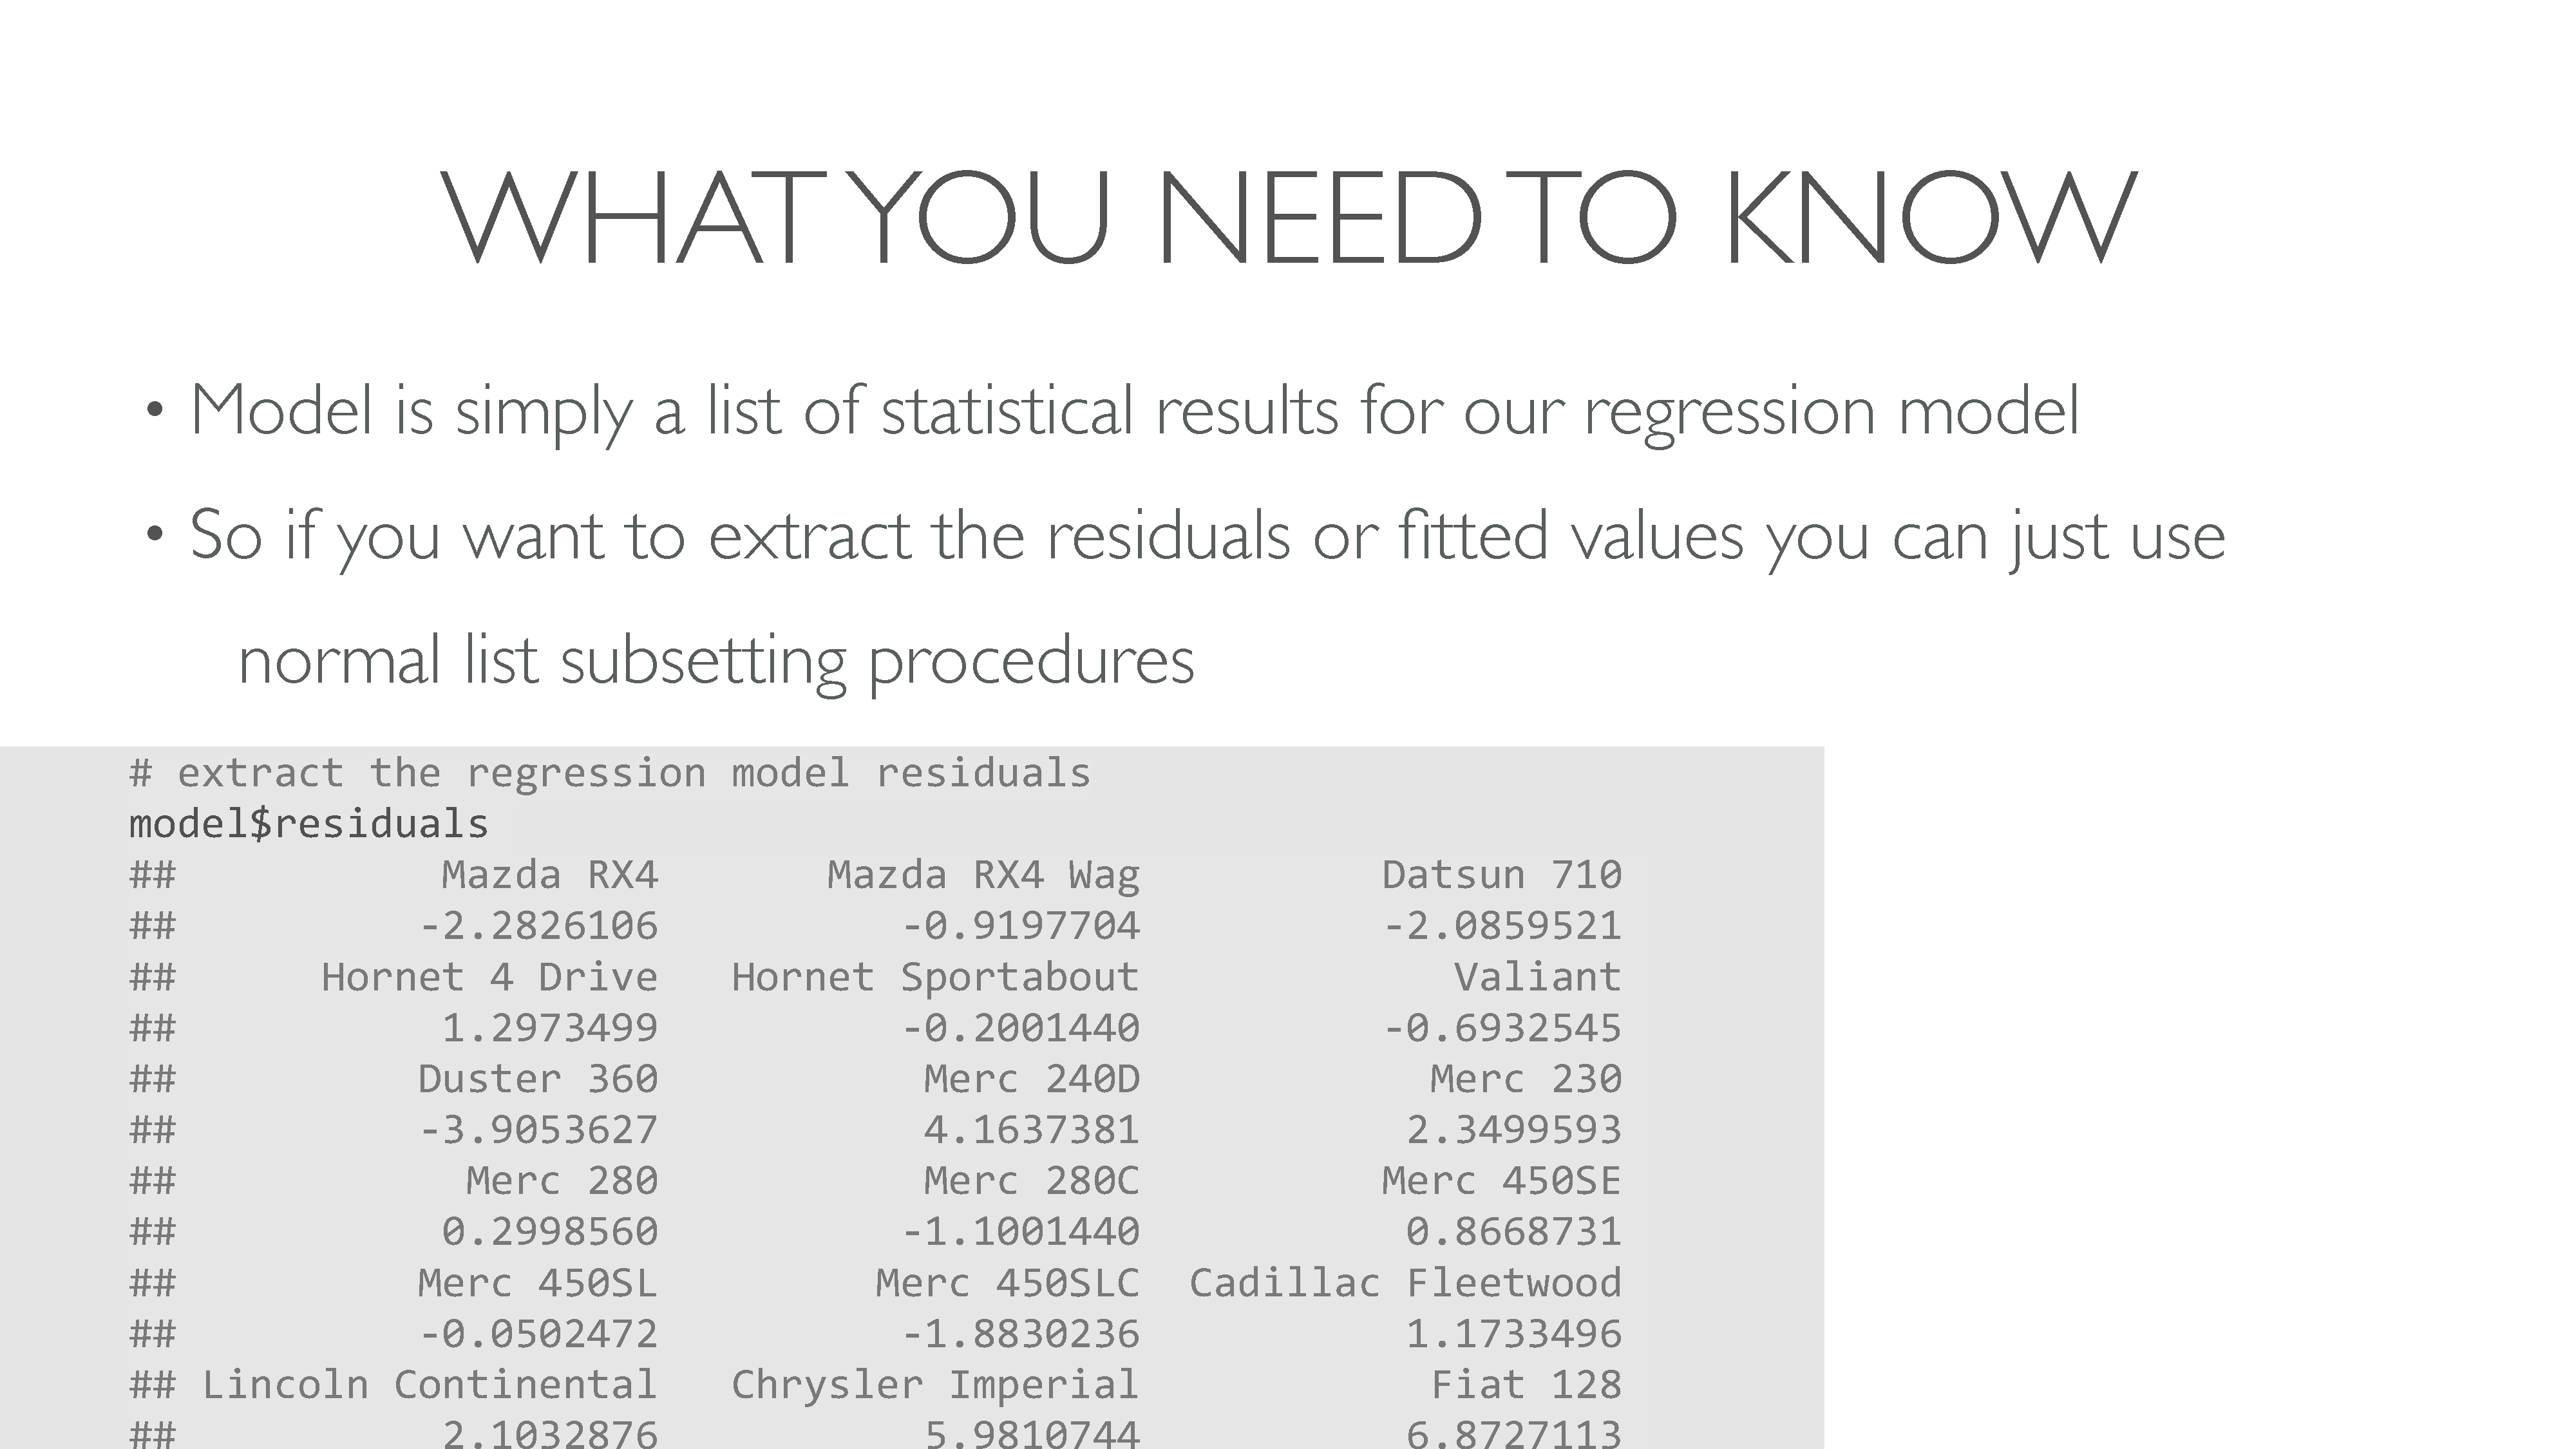 WHAT YOU NEED TO KNOW
• Model is simply a list of statistical results for our regression model
• So if you want to extract the residuals or fitted values you can just use
normal list subsetting procedures
# extract the regression model residuals
model$residuals
## Mazda RX4 Mazda RX4 Wag Datsun 710
## -2.2826106 -0.9197704 -2.0859521
## Hornet 4 Drive Hornet Sportabout Valiant
## 1.2973499 -0.2001440 -0.6932545
## Duster 360 Merc 240D Merc 230
## -3.9053627 4.1637381 2.3499593
## Merc 280 Merc 280C Merc 450SE
## 0.2998560 -1.1001440 0.8668731
## Merc 450SL Merc 450SLC Cadillac Fleetwood
## -0.0502472 -1.8830236 1.1733496
## Lincoln Continental Chrysler Imperial Fiat 128
## 2.1032876 5.9810744 6.8727113